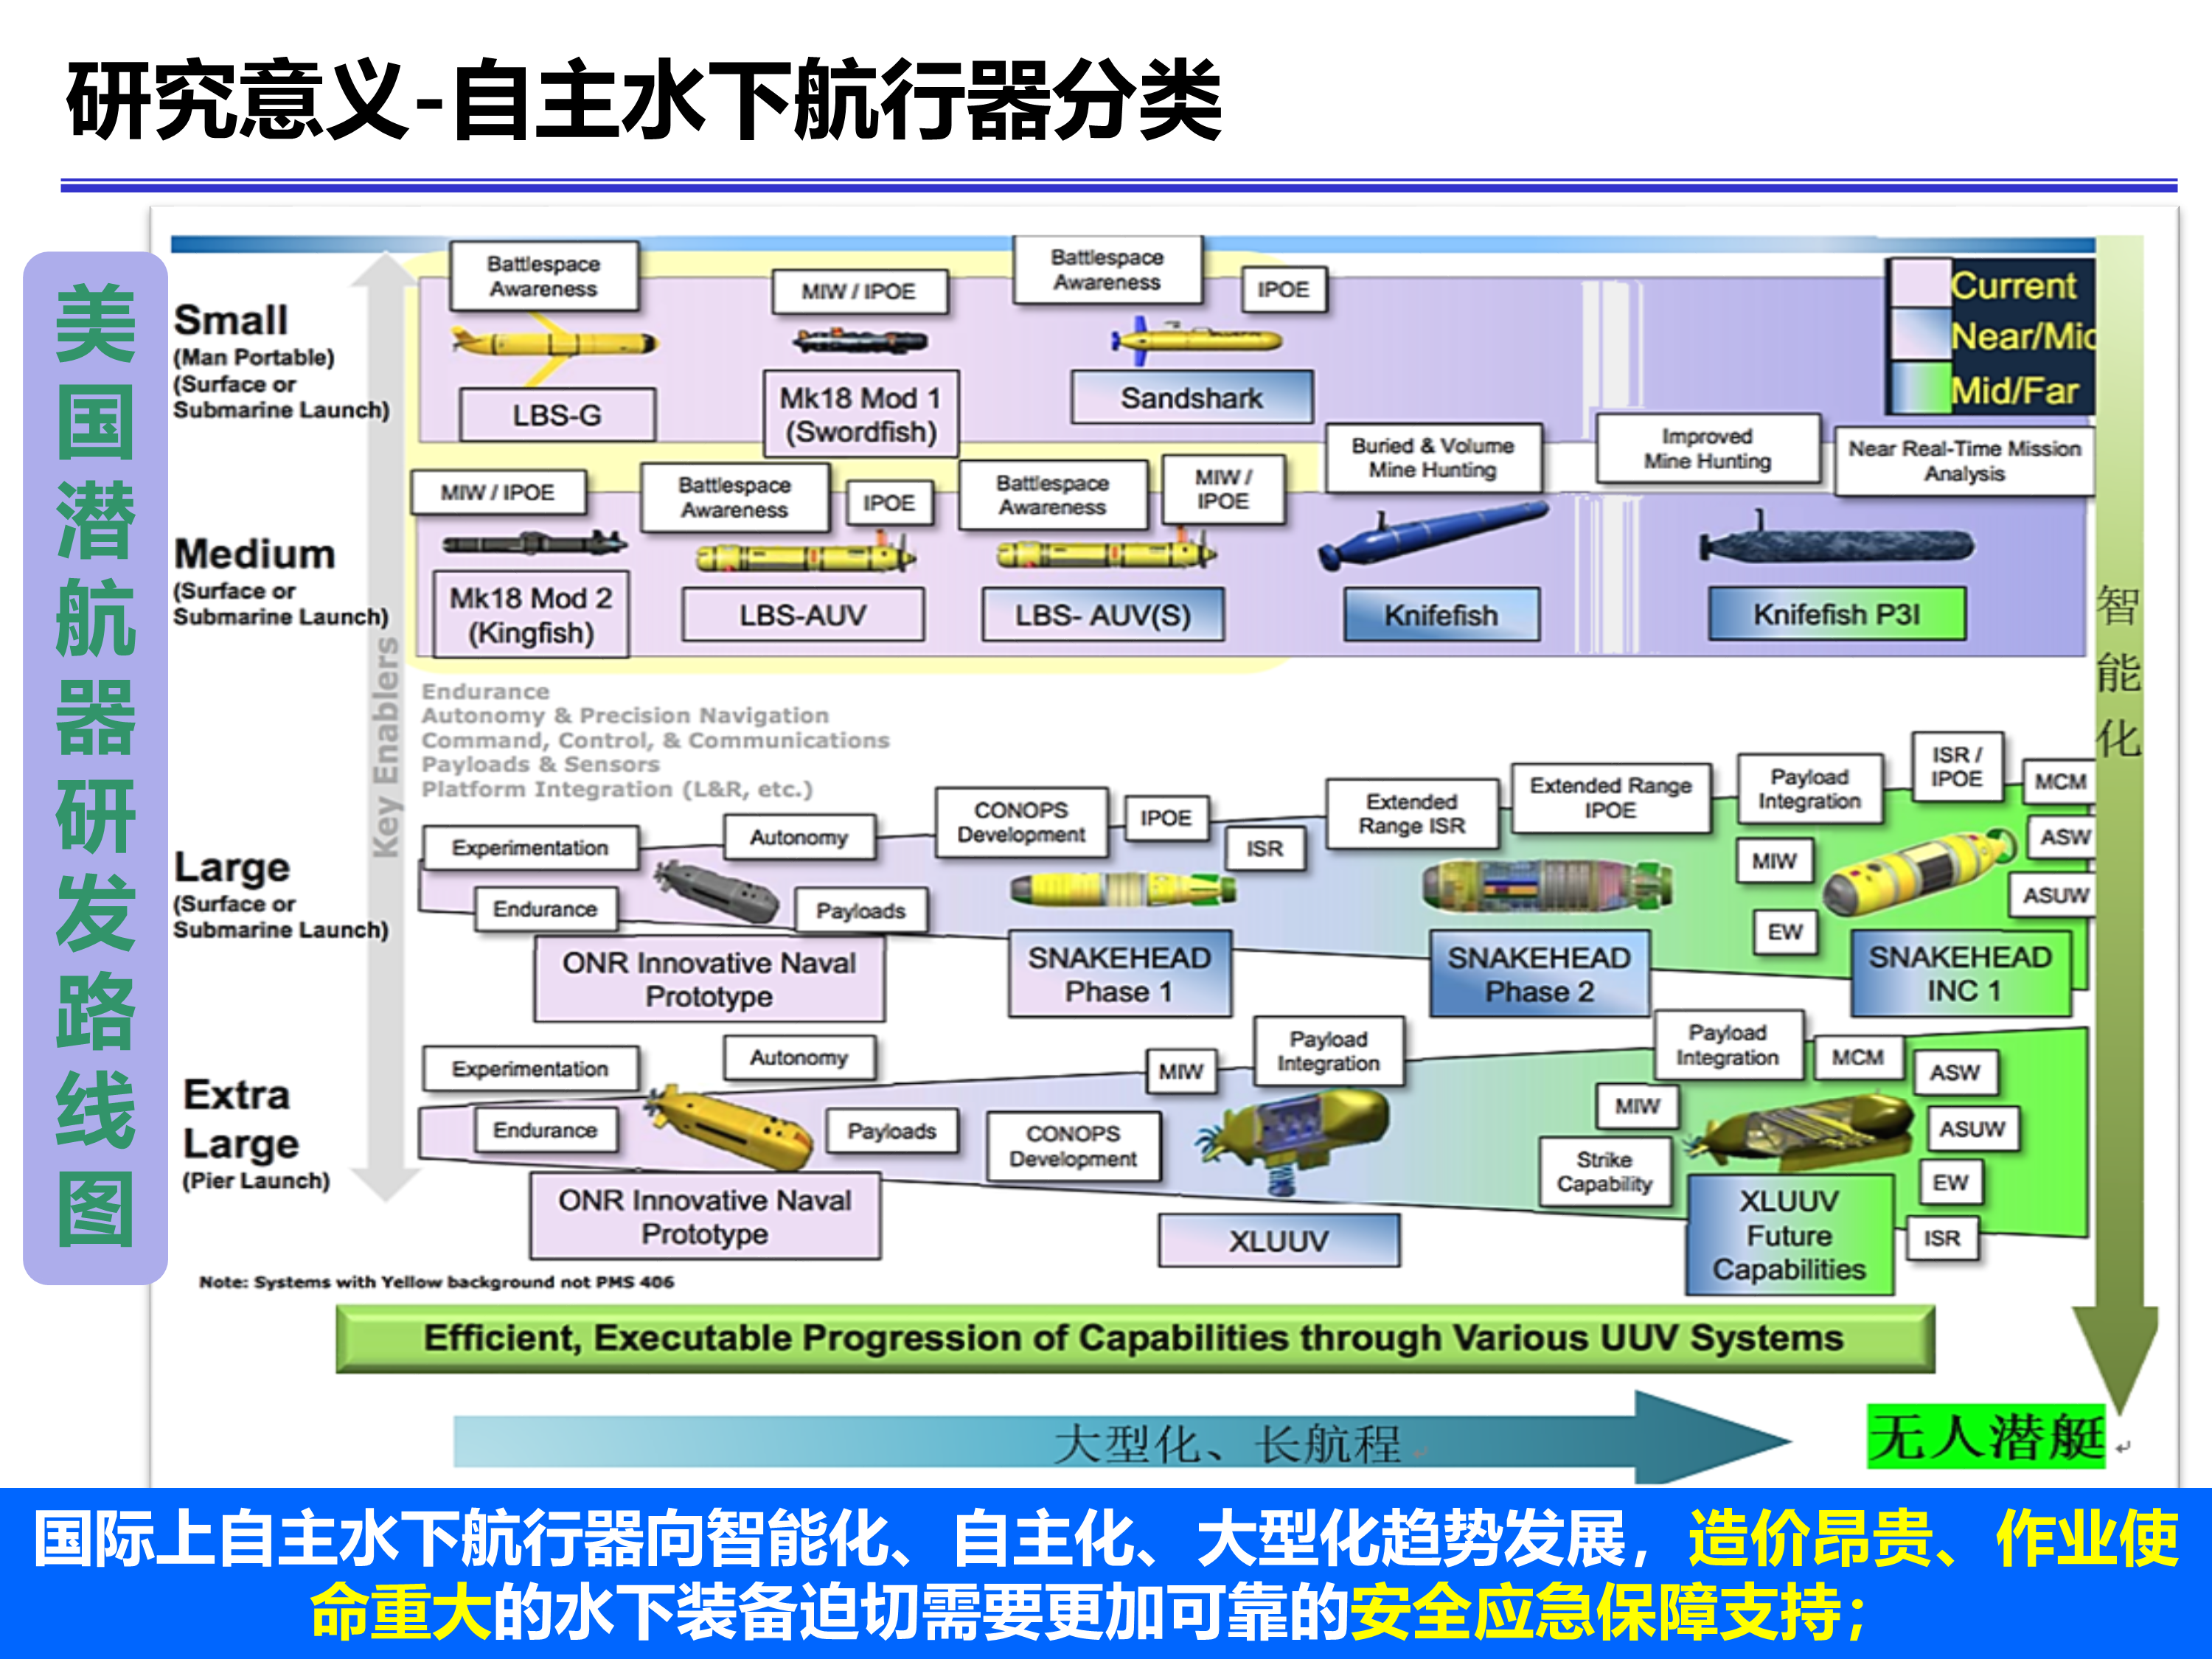 研究意义-自主水下航行器分类
美国潜航器研发路线图
Small
(Man Portable)
(Surface or
Submarine Launch)
Battlespace
Awareness
LBS-G
MIW / IPOE
Mk18 Mod 1
(Swordfish)
Battlespace
Awareness
IPOE
Sandshark
Current
Near/Mid
Mid/Far
Medium
(Surface or
Submarine Launch)
MIW / IPOE
Mk18 Mod 2
(Kingfish)
Battlespace
Awareness
IPOE
LBS-AUV
Battlespace
Awareness
MIW /
IPOE
LBS- AUV(S)
Buried & Volume
Mine Hunting
Knifefish
Improved
Mine Hunting
Near Real-Time Mission
Analysis
Knifefish P3I
Key Enablers
Endurance
Autonomy & Precision Navigation
Command, Control, & Communications
Payloads & Sensors
Platform Integration (L&R, etc.)
Large
(Surface or
Submarine Launch)
Experimentation
Autonomy
Endurance
Payloads
ONR Innovative Naval
Prototype
CONOPS
Development
IPOE
ISR
SNAKEHEAD
Phase 1
Extended
Range ISR
Extended Range
IPOE
SNAKEHEAD
Phase 2
Payload
Integration
ISR /
IPOE
MCM
MIW
ASW
ASUW
EW
SNAKEHEAD
INC 1
Extra
Large
(Pier Launch)
Experimentation
Autonomy
Endurance
Payloads
ONR Innovative Naval
Prototype
CONOPS
Development
MIW
Payload
Integration
XLUUV
Payload
Integration
MCM
ASW
MIW
ASUW
Strike
Capability
EW
ISR
XLUUV
Future
Capabilities
Note: Systems with Yellow background not PMS 406
智能化
Efficient, Executable Progression of Capabilities through Various UUV Systems
大型化、长航程
无人潜艇
国际上自主水下航行器向智能化、自主化、大型化趋势发展，造价昂贵、作业使
命重大的水下装备迫切需要更加可靠的安全应急保障支持；